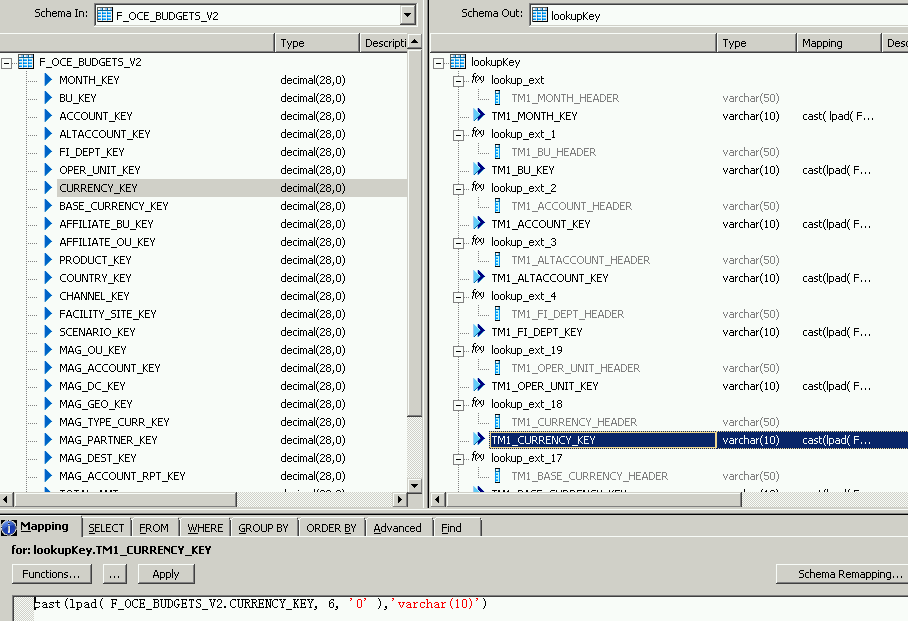 Schema In: F_OCE_BUDGETS_V2
Type Descripti
F_OCE_BUDGETS_V2
MONTH_KEY decimal(28,0)
BU_KEY decimal(28,0)
ACCOUNT_KEY decimal(28,0)
ALTACCOUNT_KEY decimal(28,0)
FI_DEPT_KEY decimal(28,0)
OPER_UNIT_KEY decimal(28,0)
CURRENCY_KEY decimal(28,0)
BASE_CURRENCY_KEY decimal(28,0)
AFFILIATE_BU_KEY decimal(28,0)
AFFILIATE_OU_KEY decimal(28,0)
PRODUCT_KEY decimal(28,0)
COUNTRY_KEY decimal(28,0)
CHANNEL_KEY decimal(28,0)
FACILITY_SITE_KEY decimal(28,0)
SCENARIO_KEY decimal(28,0)
MAG_OU_KEY decimal(28,0)
MAG_ACCOUNT_KEY decimal(28,0)
MAG_DC_KEY decimal(28,0)
MAG_GEO_KEY decimal(28,0)
MAG_TYPE_CURR_KEY decimal(28,0)
MAG_PARTNER_KEY decimal(28,0)
MAG_DEST_KEY decimal(28,0)
MAG_ACCOUNT_RPT_KEY decimal(28,0)
Schema Out: lookupKey
Type Mapping Desc
lookupKey
f(x) lookup_ext
TM1_MONTH_HEADER varchar(50)
TM1_MONTH_KEY varchar(10) cast( lpad( F...
f(x) lookup_ext_1
TM1_BU_HEADER varchar(50)
TM1_BU_KEY varchar(10) cast(lpad( F...
f(x) lookup_ext_2
TM1_ACCOUNT_HEADER varchar(50)
TM1_ACCOUNT_KEY varchar(10) cast(lpad( F...
f(x) lookup_ext_3
TM1_ALTACCOUNT_HEADER varchar(50)
TM1_ALTACCOUNT_KEY varchar(10) cast(lpad( F...
f(x) lookup_ext_4
TM1_FI_DEPT_HEADER varchar(50)
TM1_FI_DEPT_KEY varchar(10) cast(lpad( F...
f(x) lookup_ext_19
TM1_OPER_UNIT_HEADER varchar(50)
TM1_OPER_UNIT_KEY varchar(10) cast(lpad( F...
f(x) lookup_ext_18
TM1_CURRENCY_HEADER varchar(50)
TM1_CURRENCY_KEY varchar(10) cast(lpad( F...
f(x) lookup_ext_17
TM1_BASE_CURRENCY_HEADER varchar(50)
Mapping SELECT FROM WHERE GROUP BY ORDER BY Advanced Find
for: lookupKey.TM1_CURRENCY_KEY
Functions... ... Apply Schema Remapping...
cast(lpad( F_OCE_BUDGETS_V2.CURRENCY_KEY, 6, '0' ),'varchar(10)')